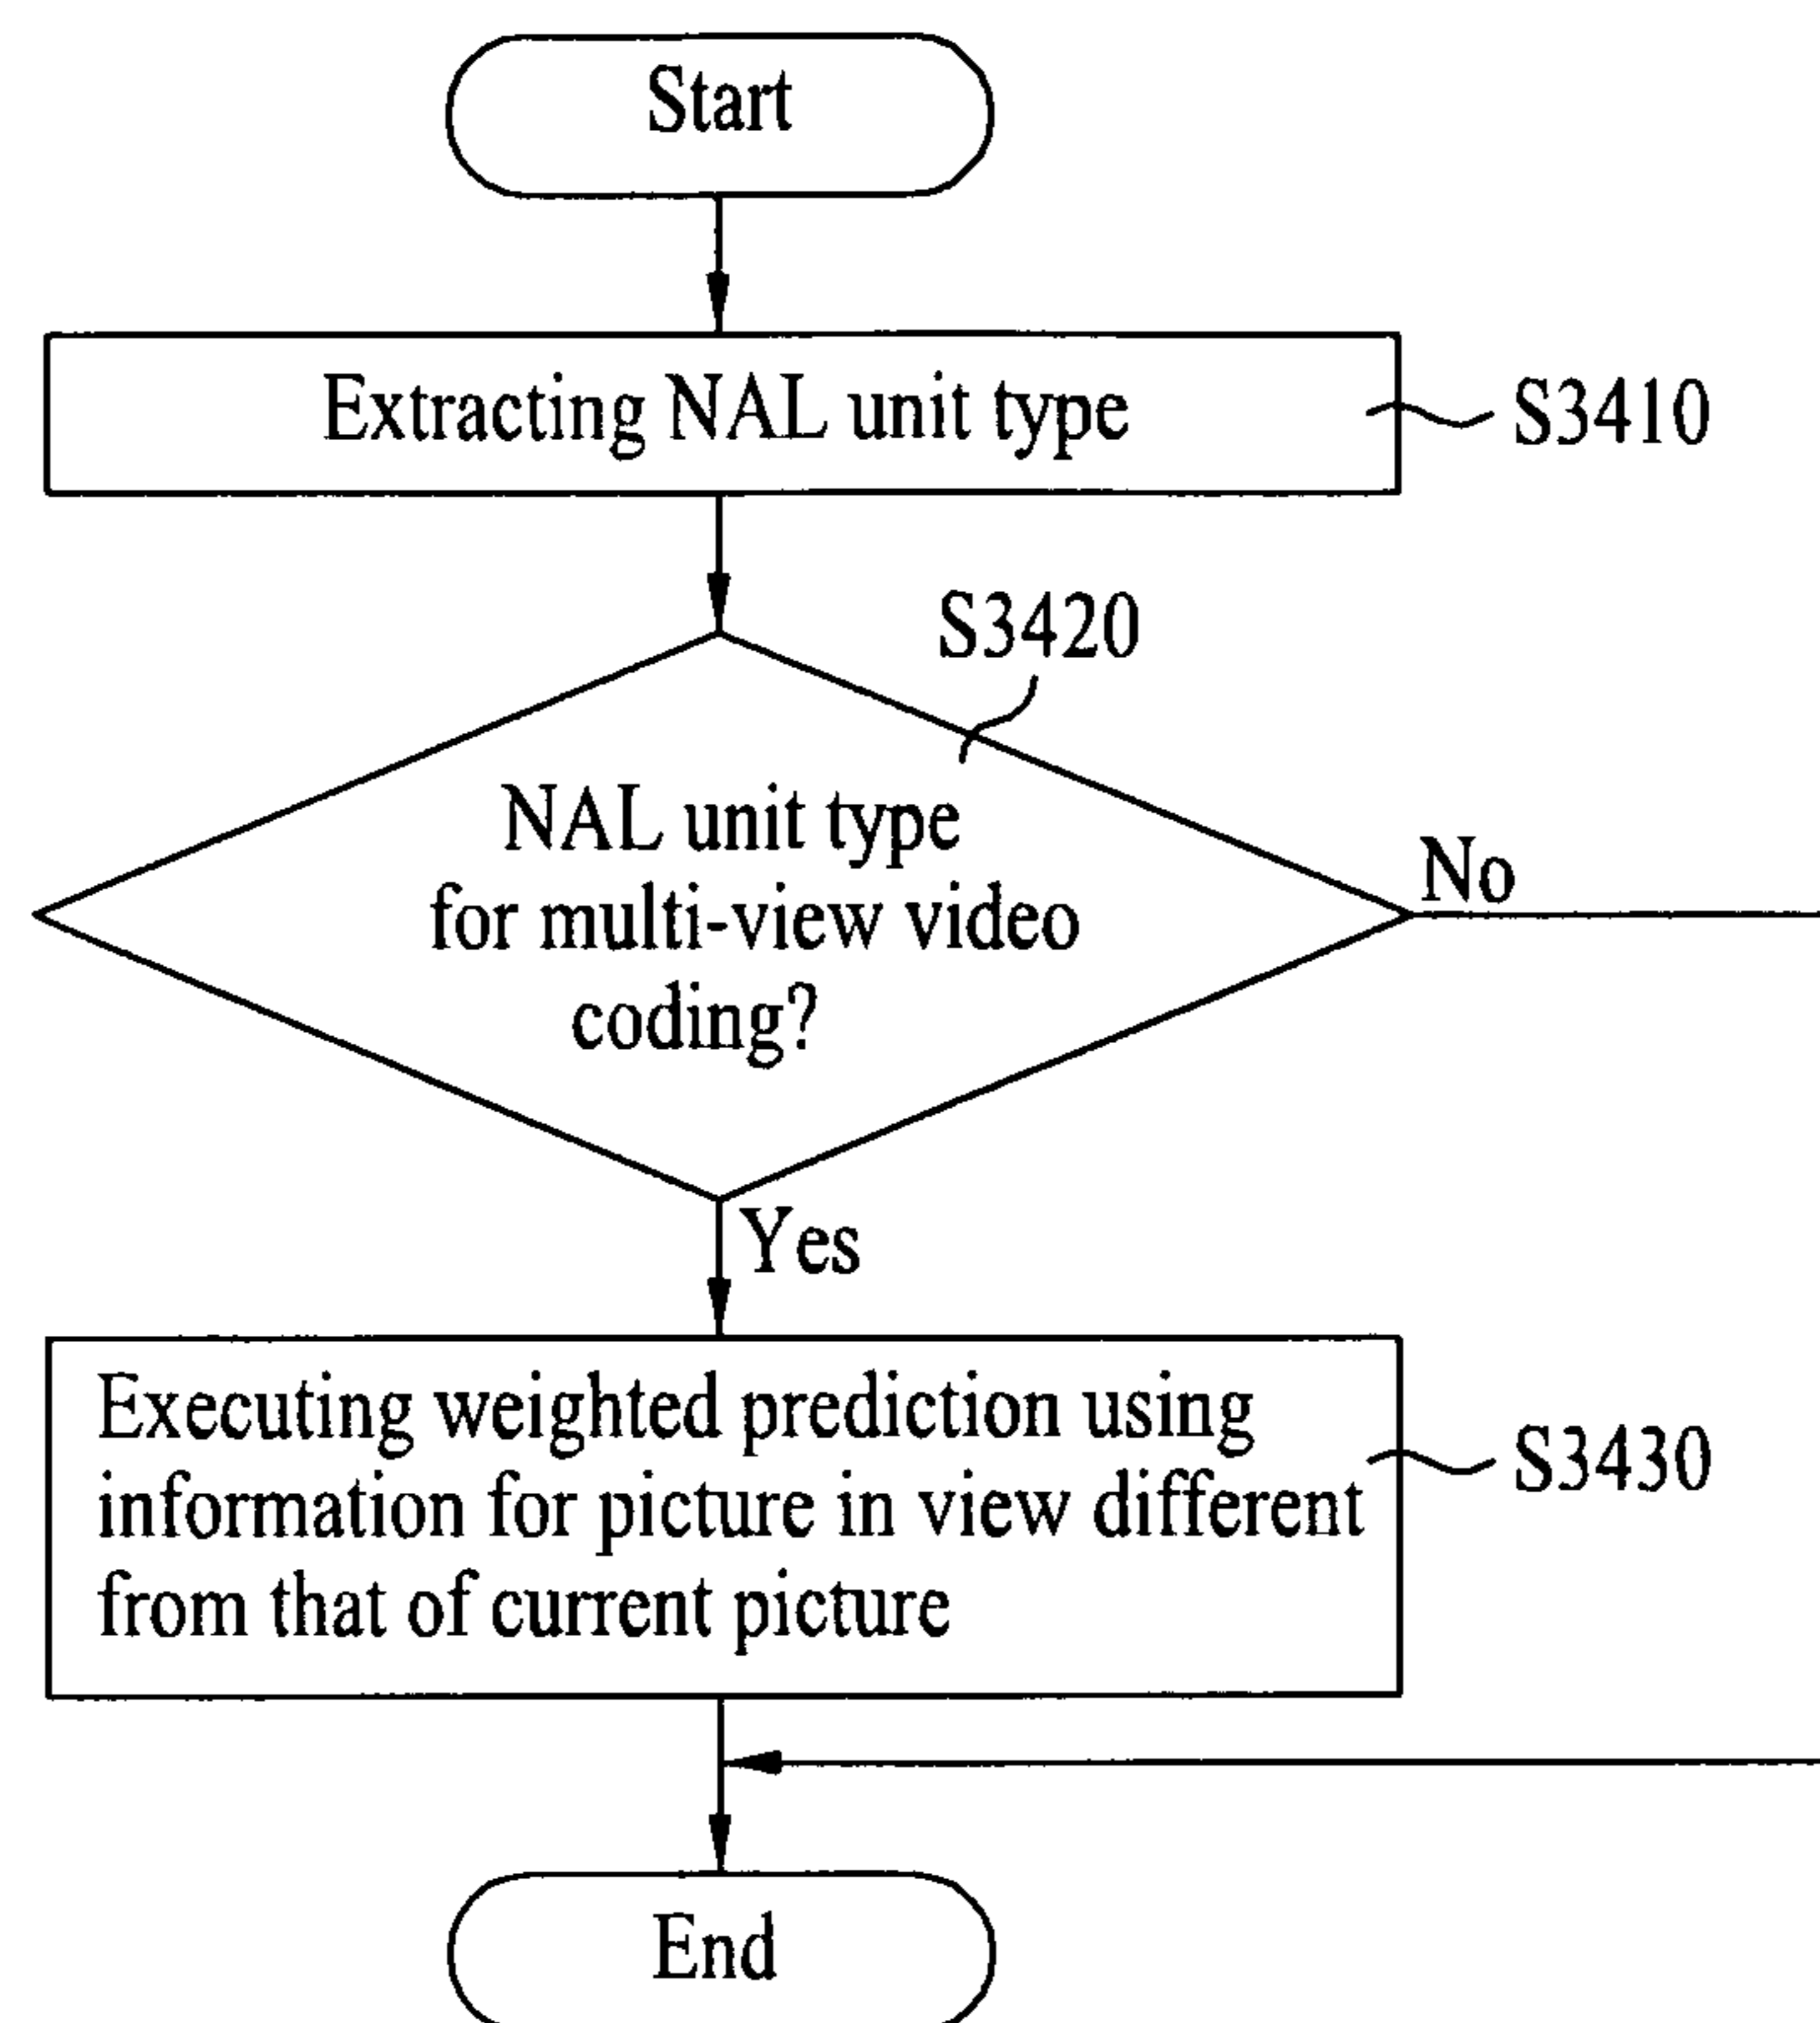 Start
Extracting NAL unit type
S3410
S3420
NAL unit type
for multi-view video
coding?
No
Yes
Executing weighted prediction using
information for picture in view different
from that of current picture
S3430
End